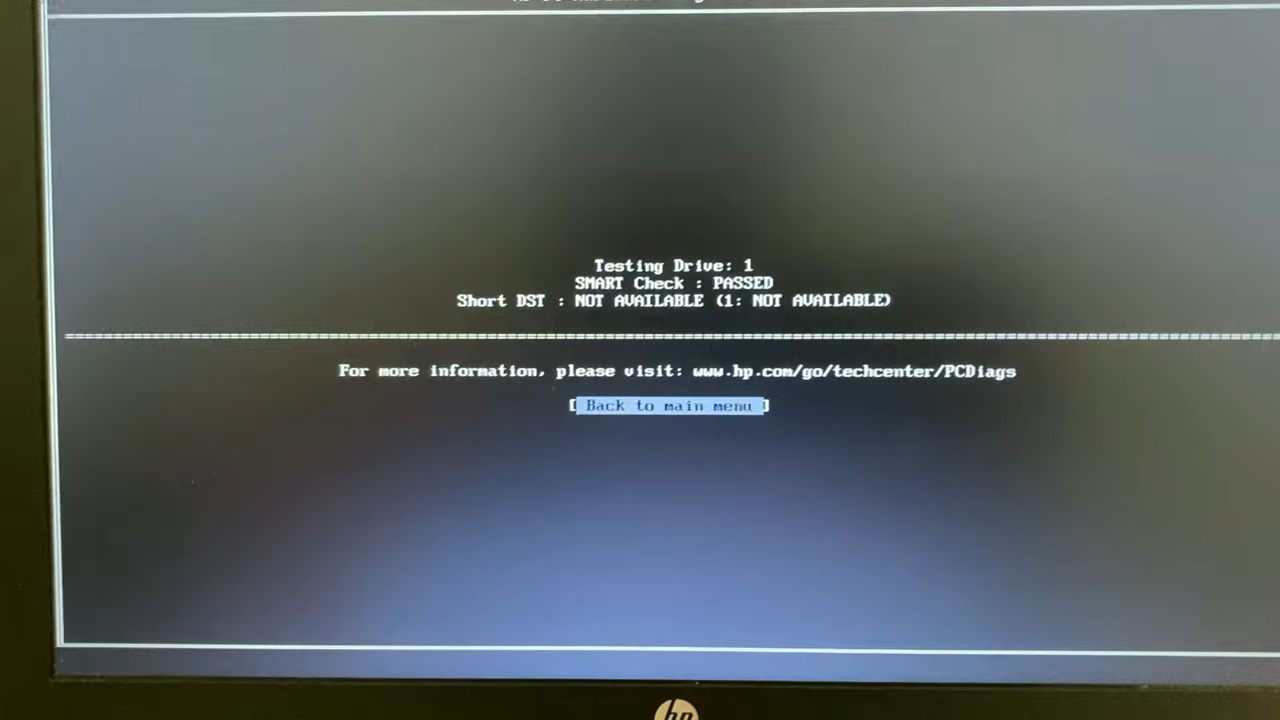 Testing Drive: 1
SMART Check : PASSED
Short DST : NOT AVAILABLE (1: NOT AVAILABLE)
For more information, please visit: www.hp.com/go/techcenter/PCDiags
[ Back to main menu ]
hp